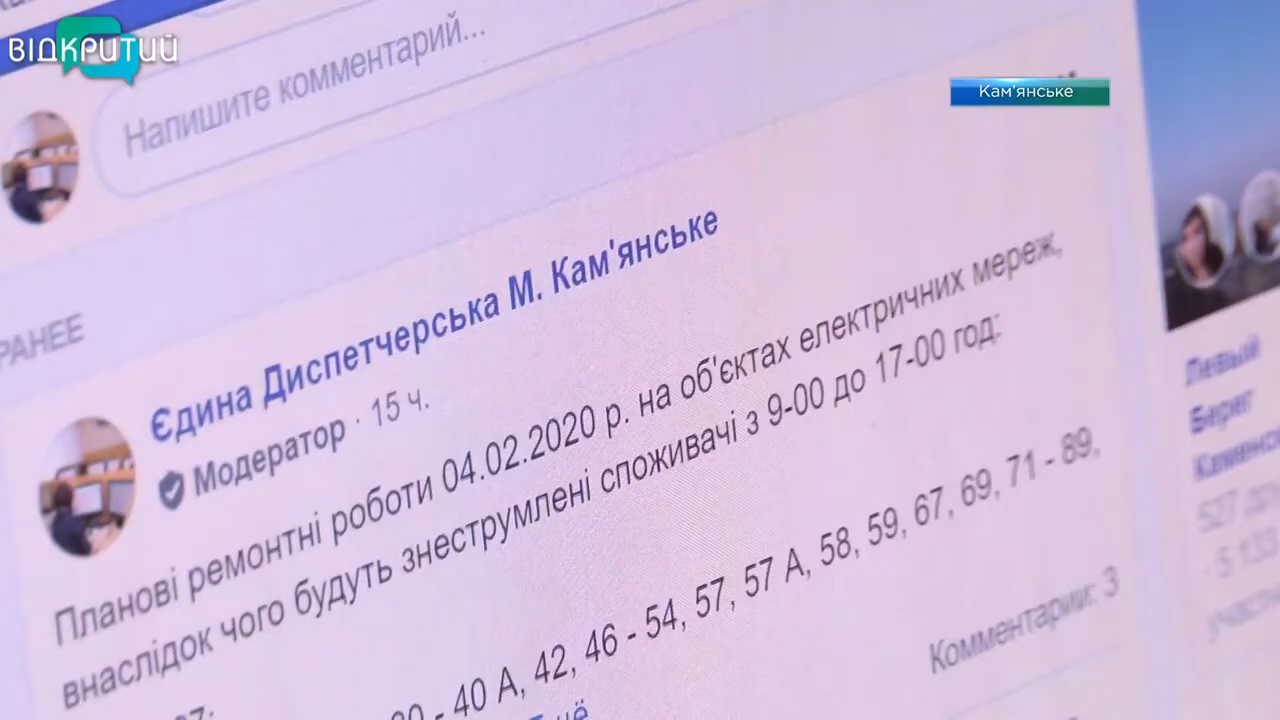 ВІДКРИТИЙ
Кам'янське
Напишите комментарий...
РАНЕЕ
Єдина Диспетчерська М. Кам'янське
Модератор · 15 ч.
Планові ремонтні роботи 04.02.2020 р. на об'єктах електричних мереж,
внаслідок чого будуть знеструмлені споживачі з 9-00 до 17-00 год:
40 А, 42, 46 - 54, 57, 57 А, 58, 59, 67, 69, 71 - 89,
Комментарии: 3
Левый
Берег
527